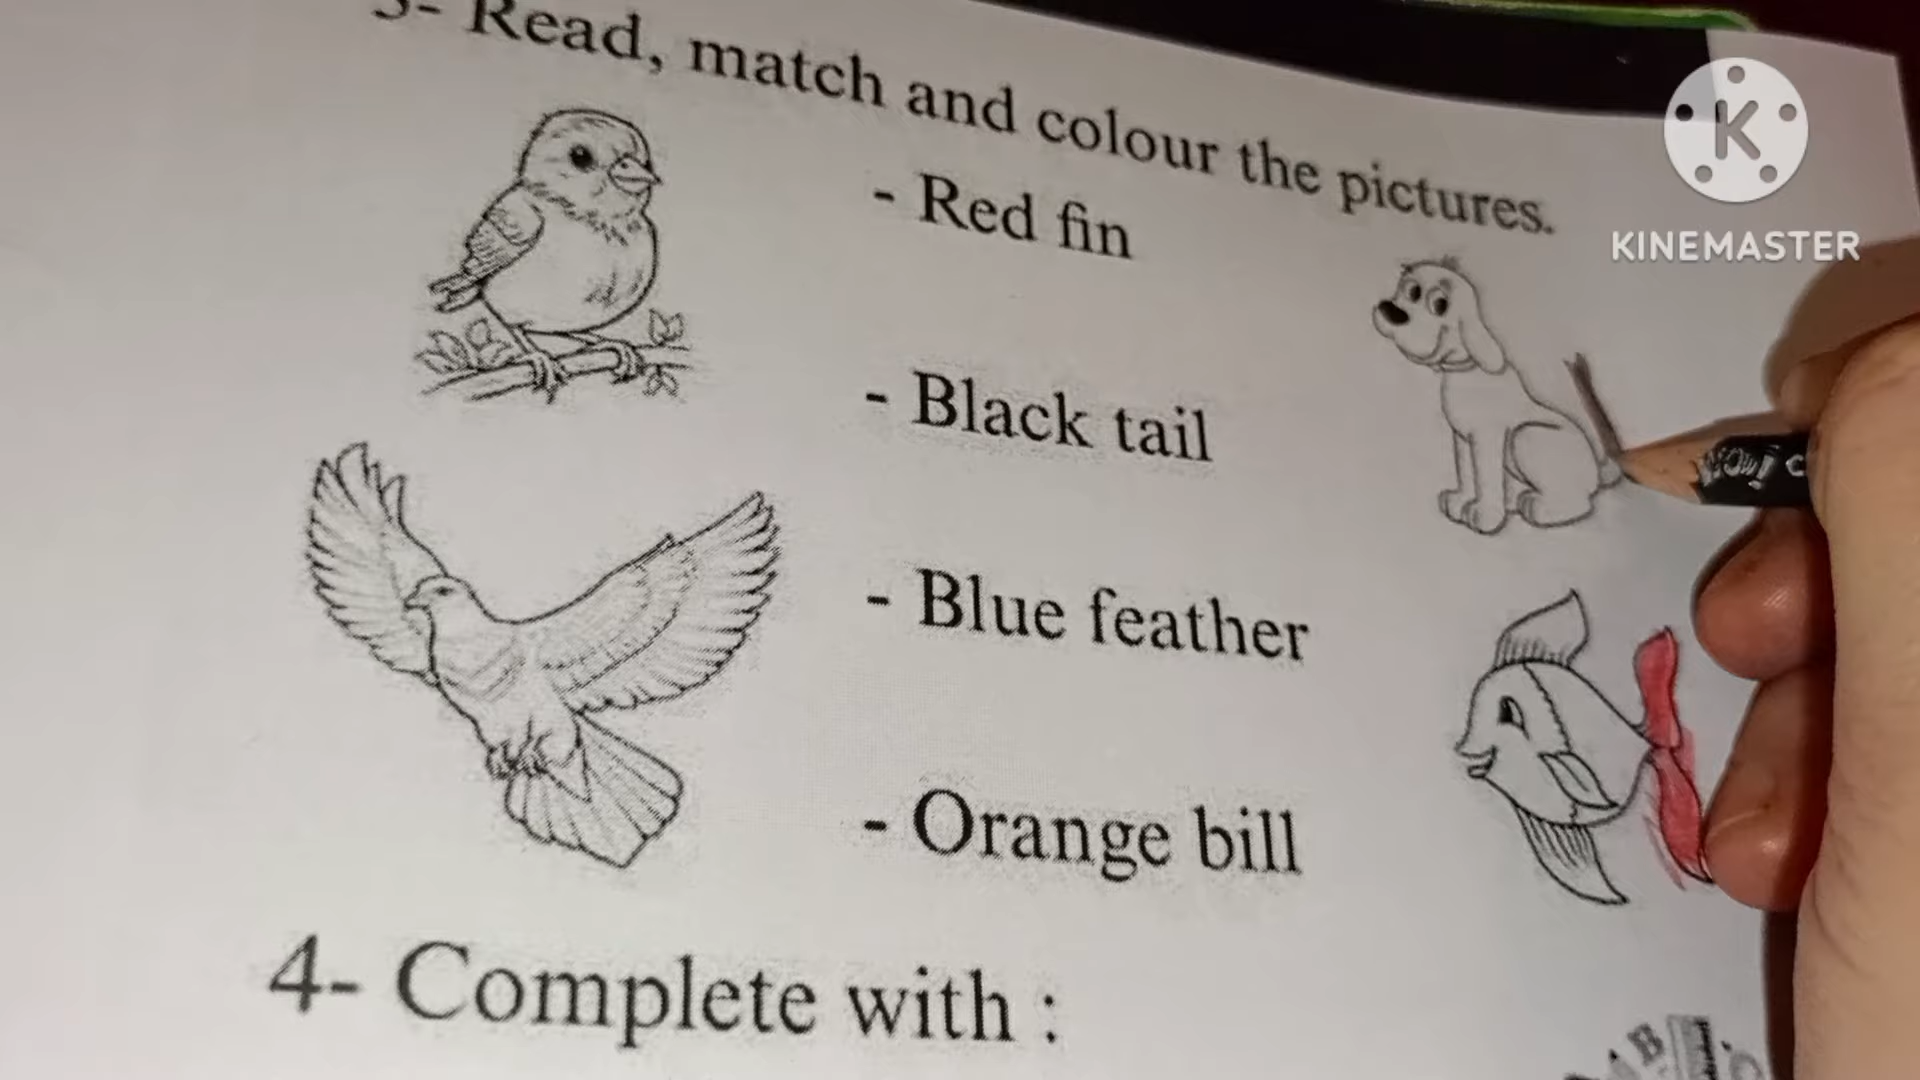 3- Read, match and colour the pictures.
- Red fin
- Black tail
- Blue feather
- Orange bill
4- Complete with :
K
KINEMASTER
B